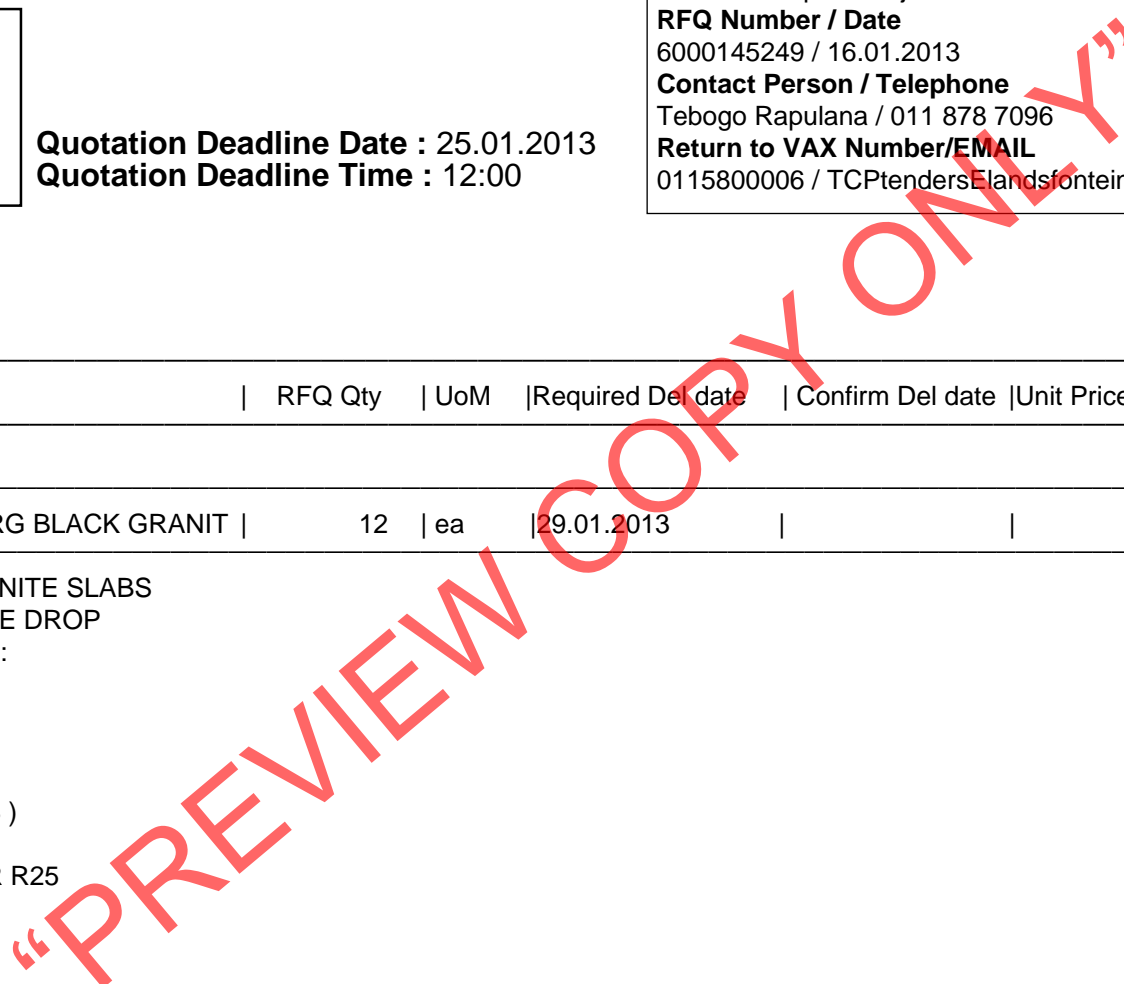 RFQ Number / Date
6000145249 / 16.01.2013
Contact Person / Telephone
Tebogo Rapulana / 011 878 7096
Return to VAX Number/EMAIL
0115800006 / TCPtendersElandsfontein
Quotation Deadline Date : 25.01.2013
Quotation Deadline Time : 12:00
| RFQ Qty | UoM |Required Del date | Confirm Del date |Unit Price
RG BLACK GRANIT | 12 | ea |29.01.2013 | |
NITE SLABS
E DROP
:
)
R25
“PREVIEW COPY ONLY”